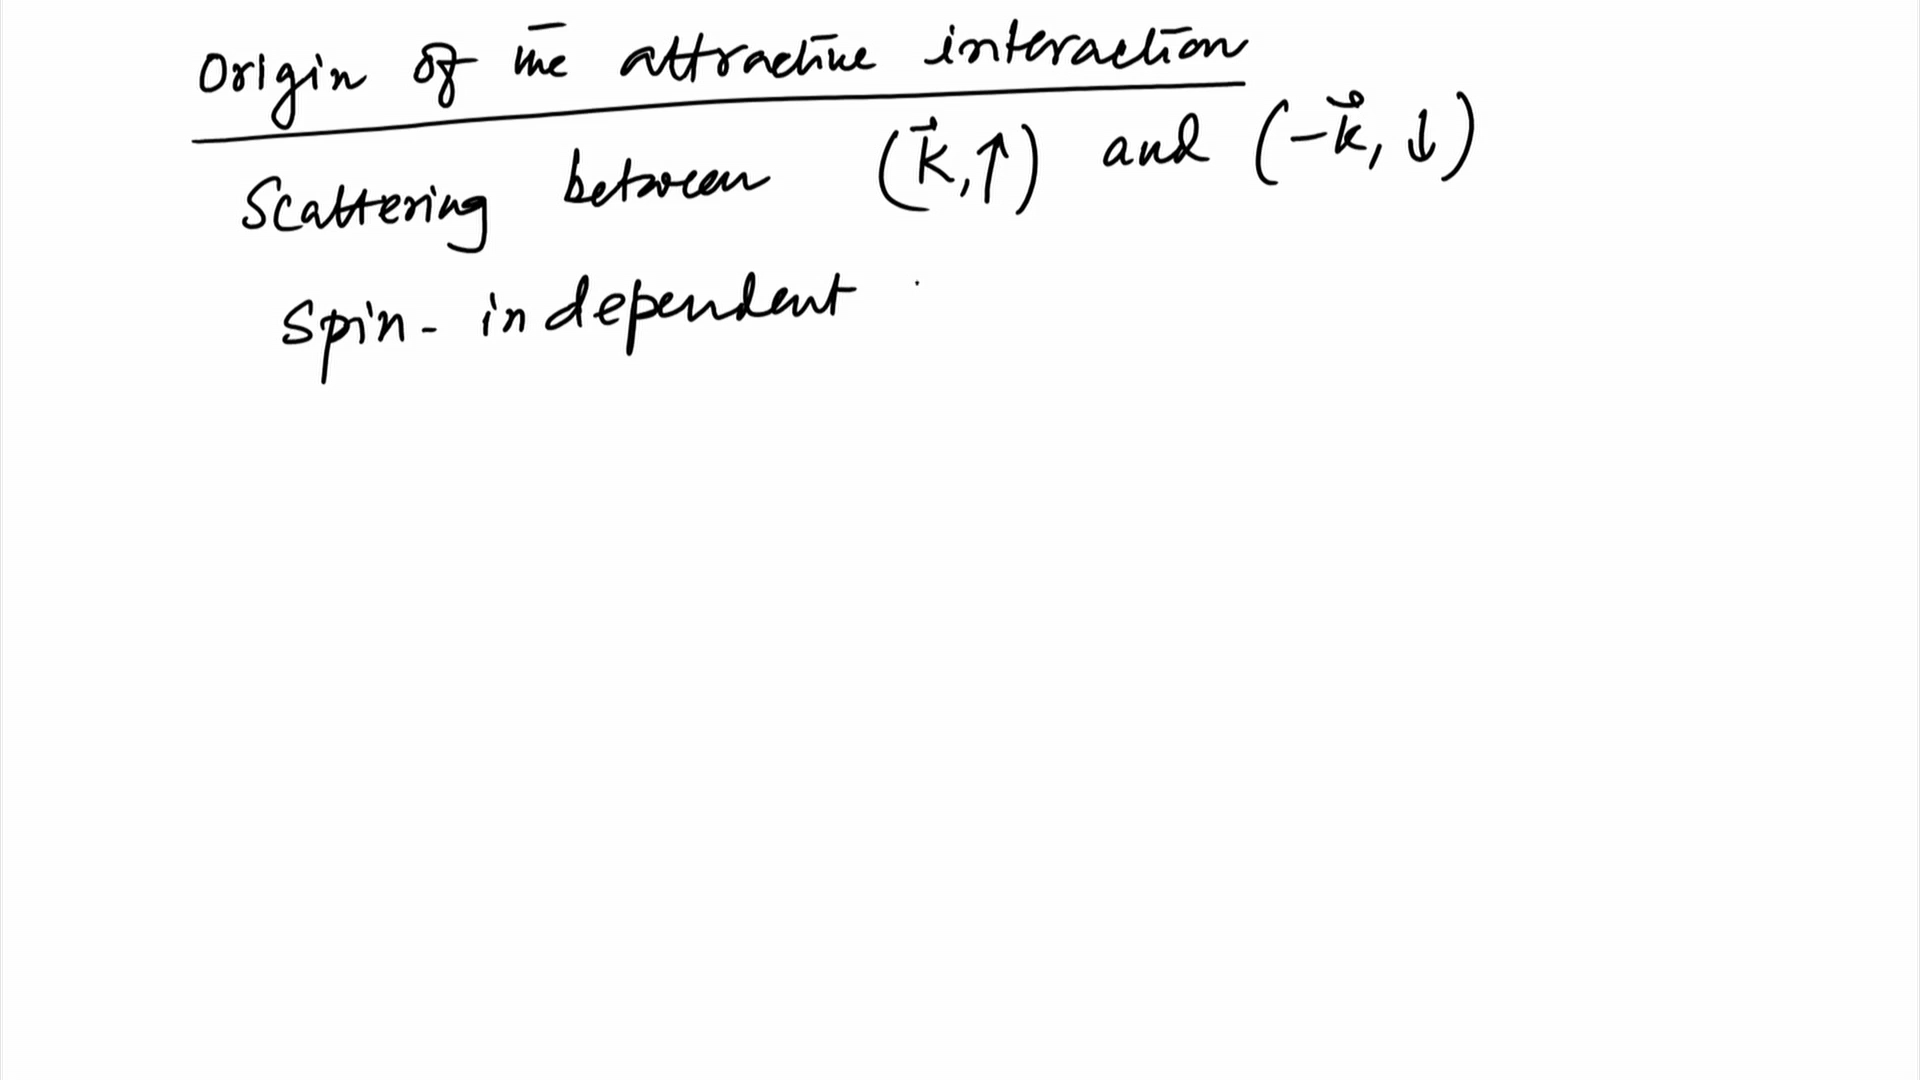 Origin of the attractive interaction
Scattering between (k⃗,↑) and (-k⃗, ↓)
Spin- independent